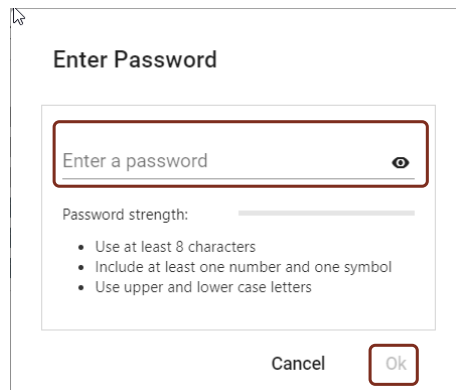 Enter Password
Enter a password
Password strength:
• Use at least 8 characters
• Include at least one number and one symbol
• Use upper and lower case letters
Cancel Ok